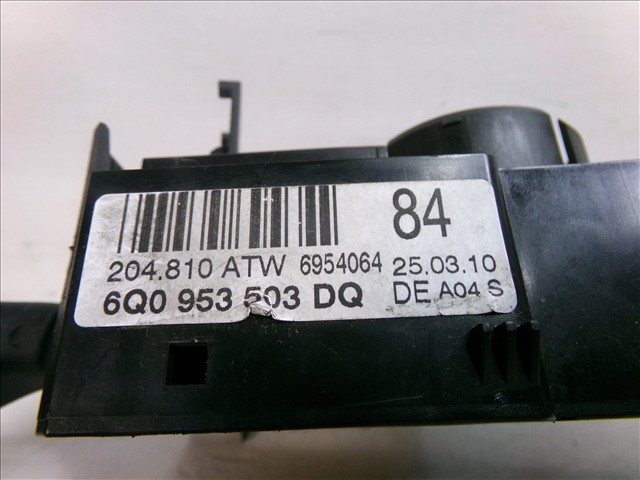 84
204.810 ATW 6954064 25.03.10
6Q0 953 503 DQ DE A04 S